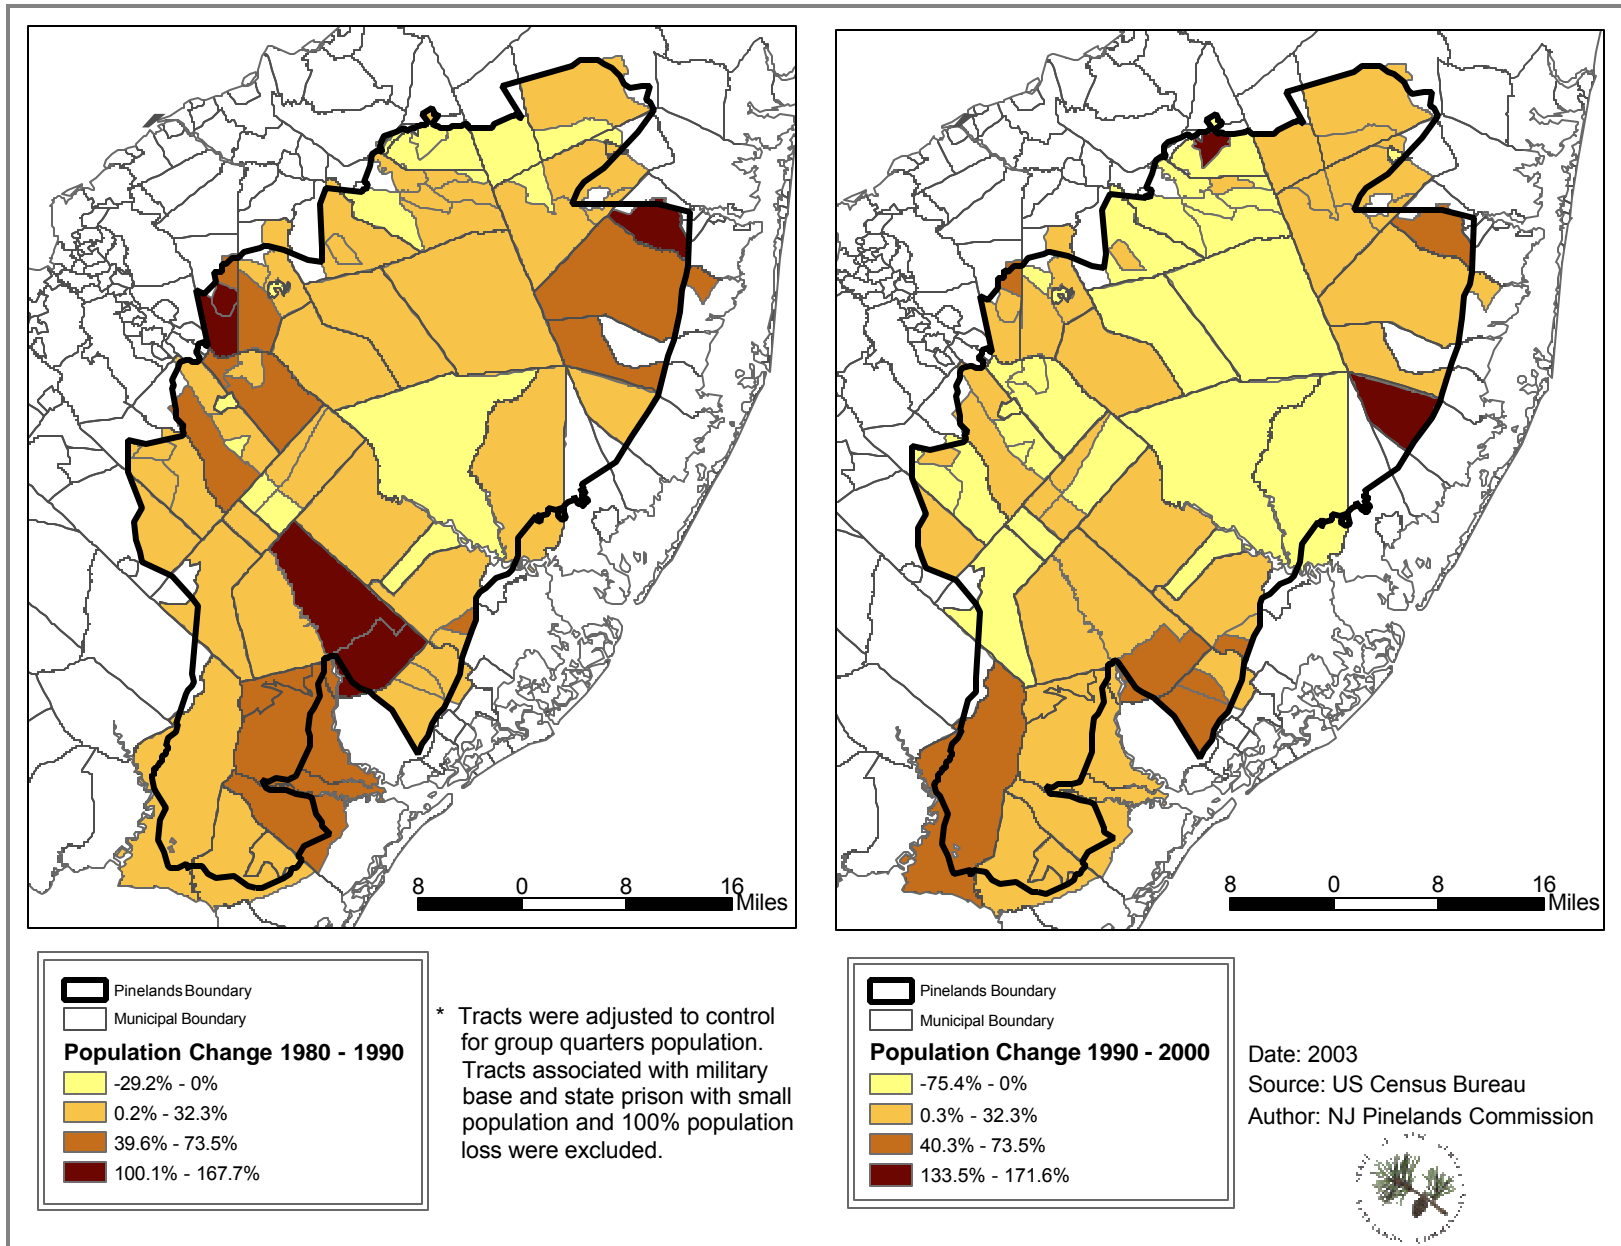 8 0 8 16
Miles
8 0 8 16
Miles
Pinelands Boundary
Municipal Boundary
Population Change 1980 - 1990
-29.2% - 0%
0.2% - 32.3%
39.6% - 73.5%
100.1% - 167.7%
* Tracts were adjusted to control
for group quarters population.
Tracts associated with military
base and state prison with small
population and 100% population
loss were excluded.
Pinelands Boundary
Municipal Boundary
Population Change 1990 - 2000
-75.4% - 0%
0.3% - 32.3%
40.3% - 73.5%
133.5% - 171.6%
Date: 2003
Source: US Census Bureau
Author: NJ Pinelands Commission